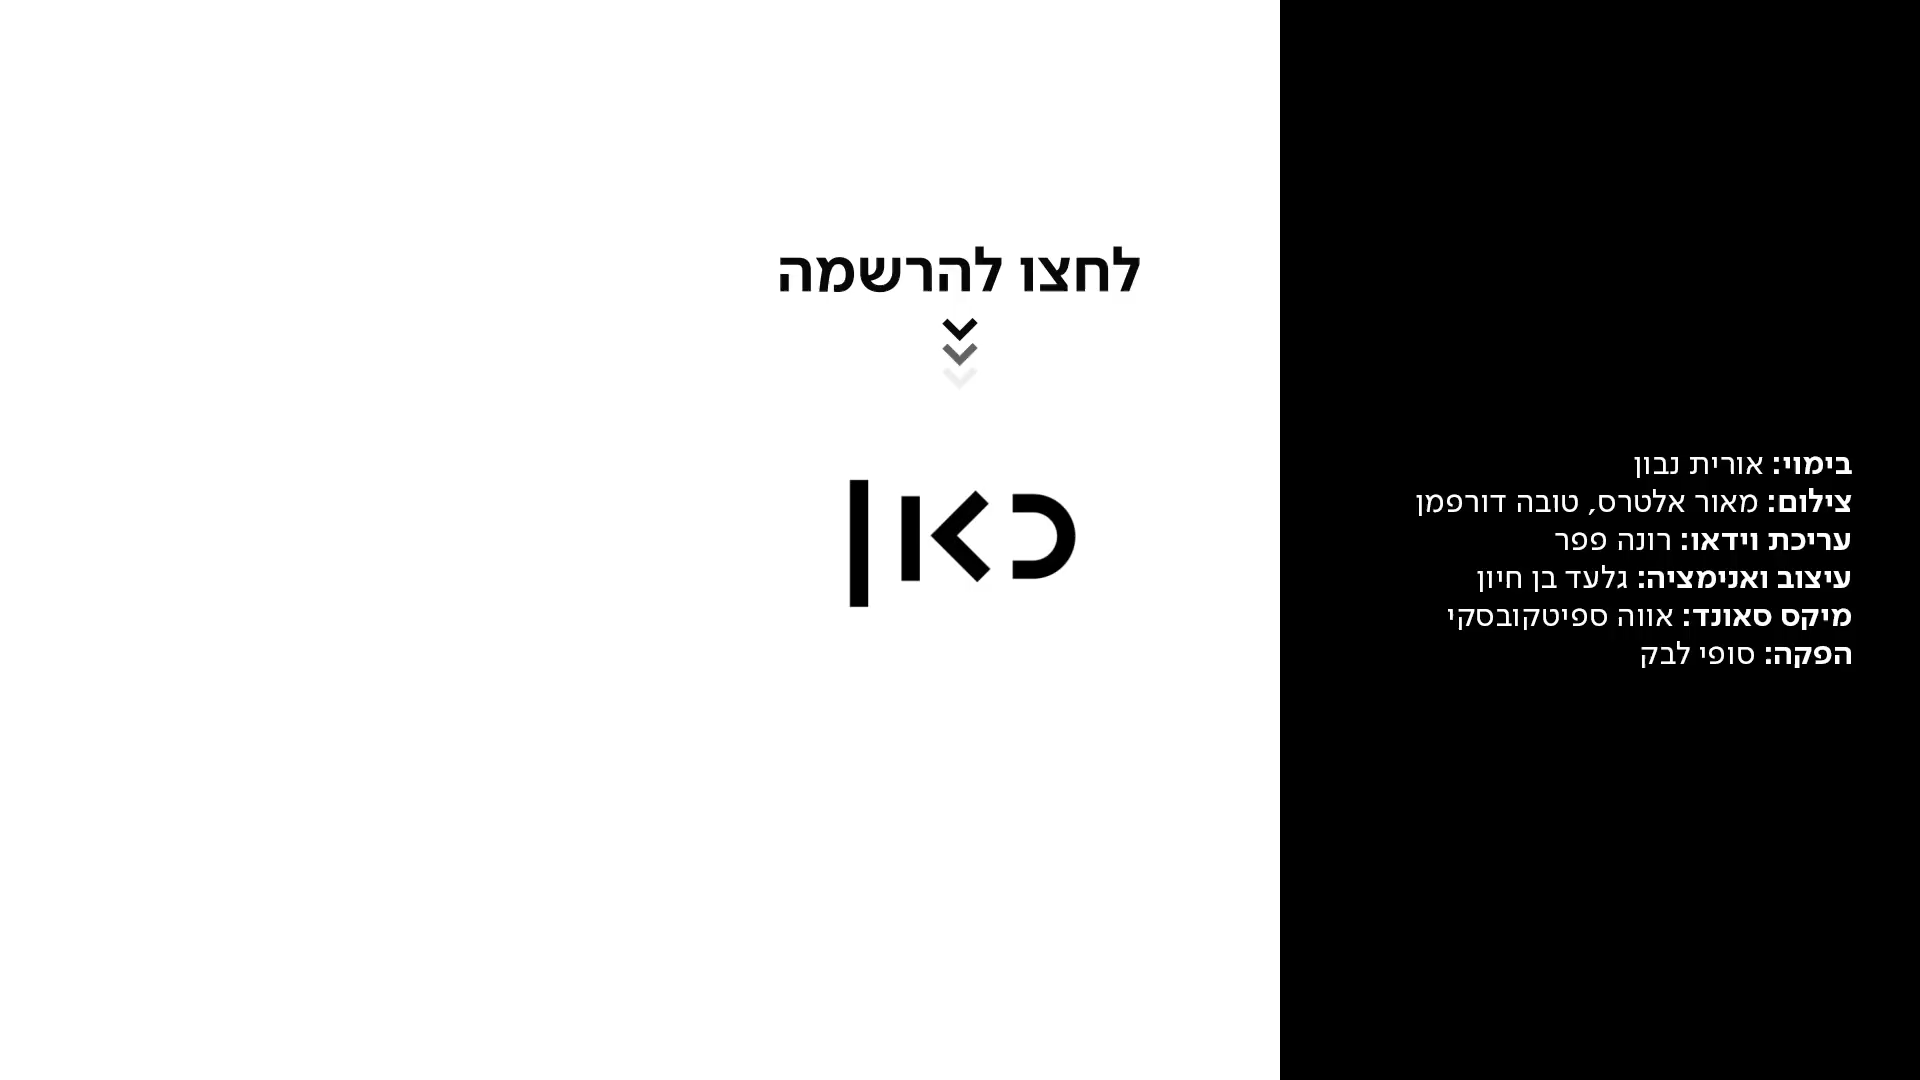 לחצו להרשמה
כאן
בימוי: אורית נבון
צילום: מאור אלטרס, טובה דורפמן
עריכת וידאו: רונה פפר
עיצוב ואנימציה: גלעד בן חיון
מיקס סאונד: אווה ספיטקובסקי
הפקה: סופי לבק